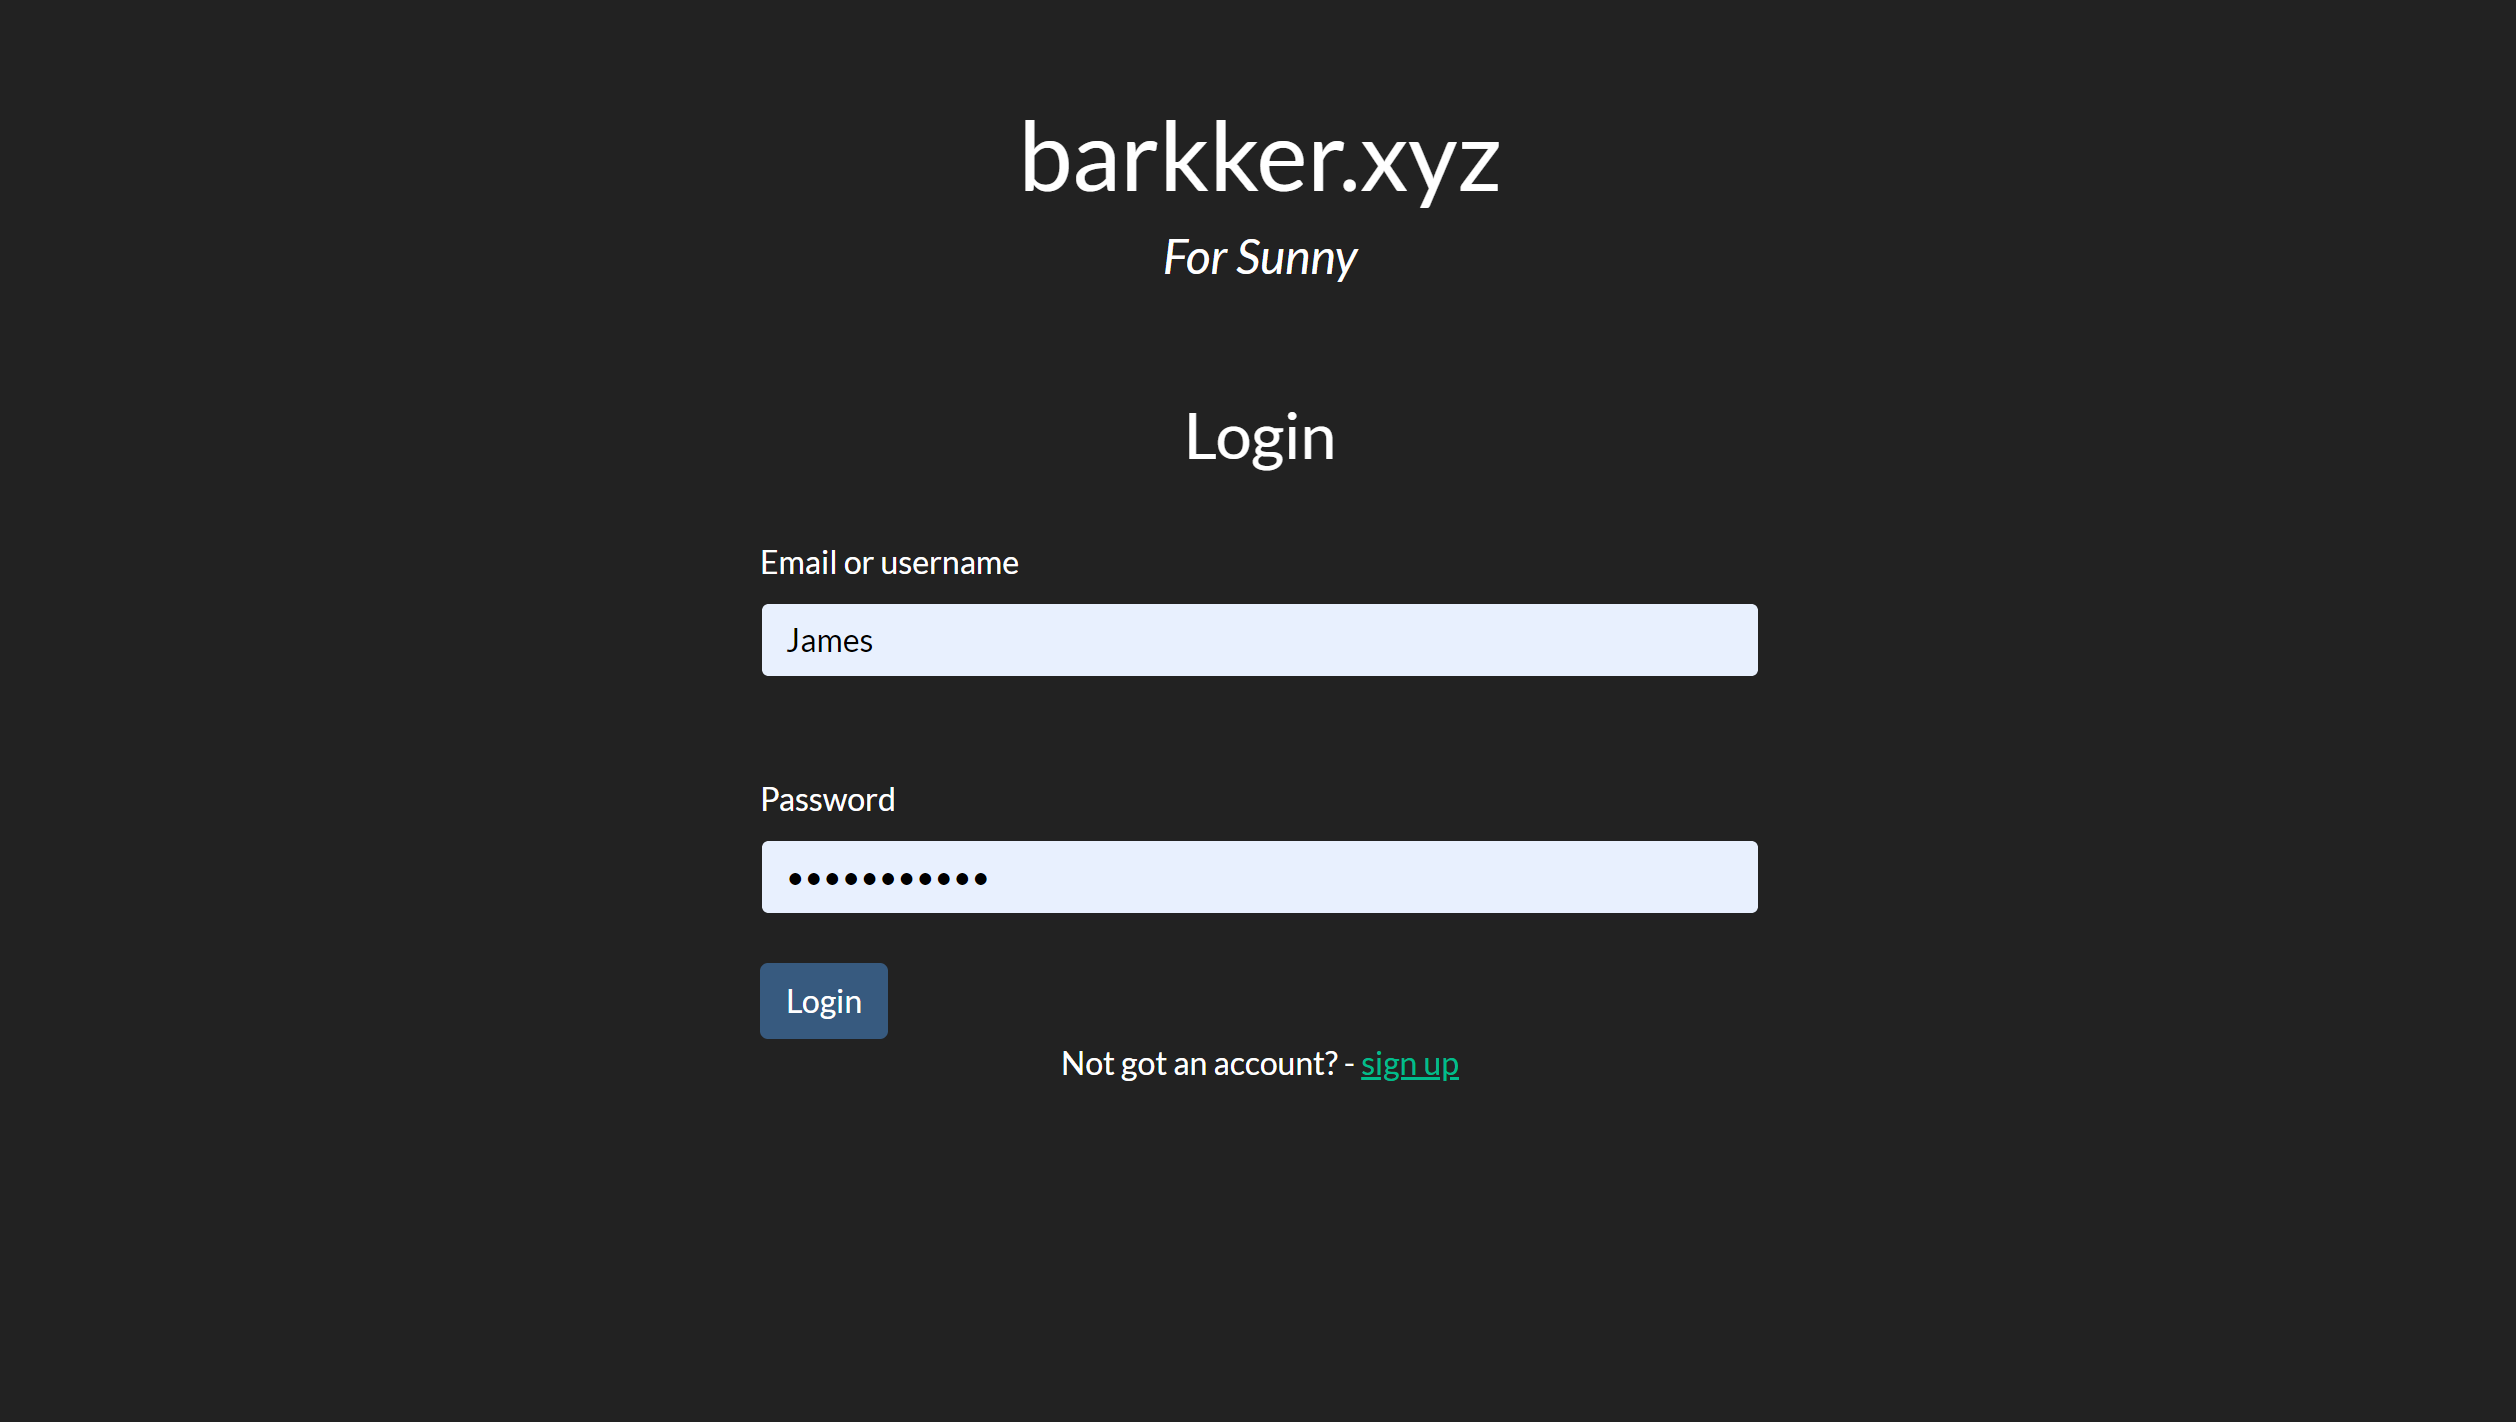 barkker.xyz
For Sunny
Login
Email or username
James
Password
•••••••••••
Login
Not got an account? - sign up